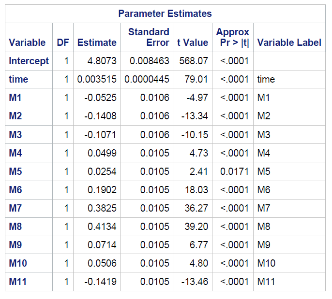 Parameter Estimates
Variable DF Estimate Standard Error t Value Approx Pr > |t| Variable Label
Intercept 1 4.8073 0.008463 568.07 <.0001
time 1 0.003515 0.0000445 79.01 <.0001 time
M1 1 -0.0525 0.0106 -4.97 <.0001 M1
M2 1 -0.1408 0.0106 -13.34 <.0001 M2
M3 1 -0.1071 0.0106 -10.15 <.0001 M3
M4 1 0.0499 0.0105 4.73 <.0001 M4
M5 1 0.0254 0.0105 2.41 0.0171 M5
M6 1 0.1902 0.0105 18.03 <.0001 M6
M7 1 0.3825 0.0105 36.27 <.0001 M7
M8 1 0.4134 0.0105 39.20 <.0001 M8
M9 1 0.0714 0.0105 6.77 <.0001 M9
M10 1 0.0506 0.0105 4.80 <.0001 M10
M11 1 -0.1419 0.0105 -13.46 <.0001 M11